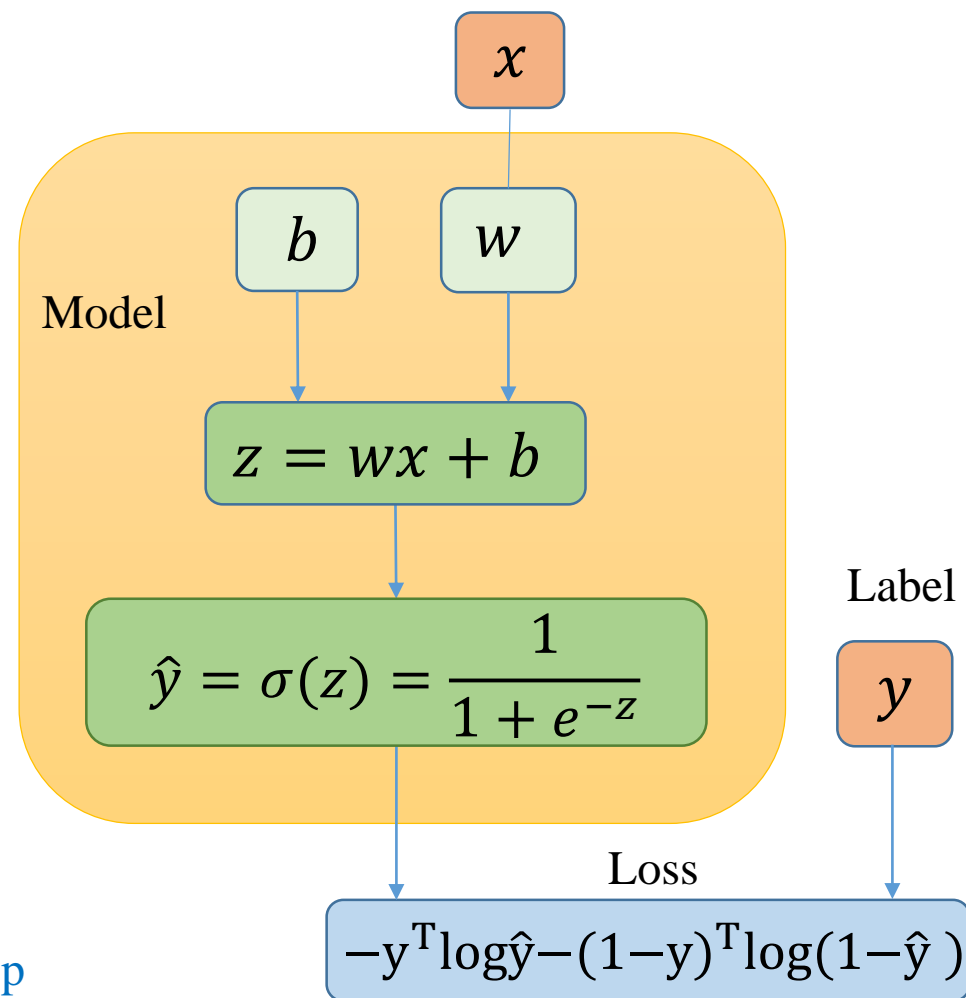 x
b
w
Model
z = wx + b
Label
ŷ = σ(z) = 1 / (1 + e^{−z})
y
Loss
−y^T logŷ−(1−y)^T log(1−ŷ )
p